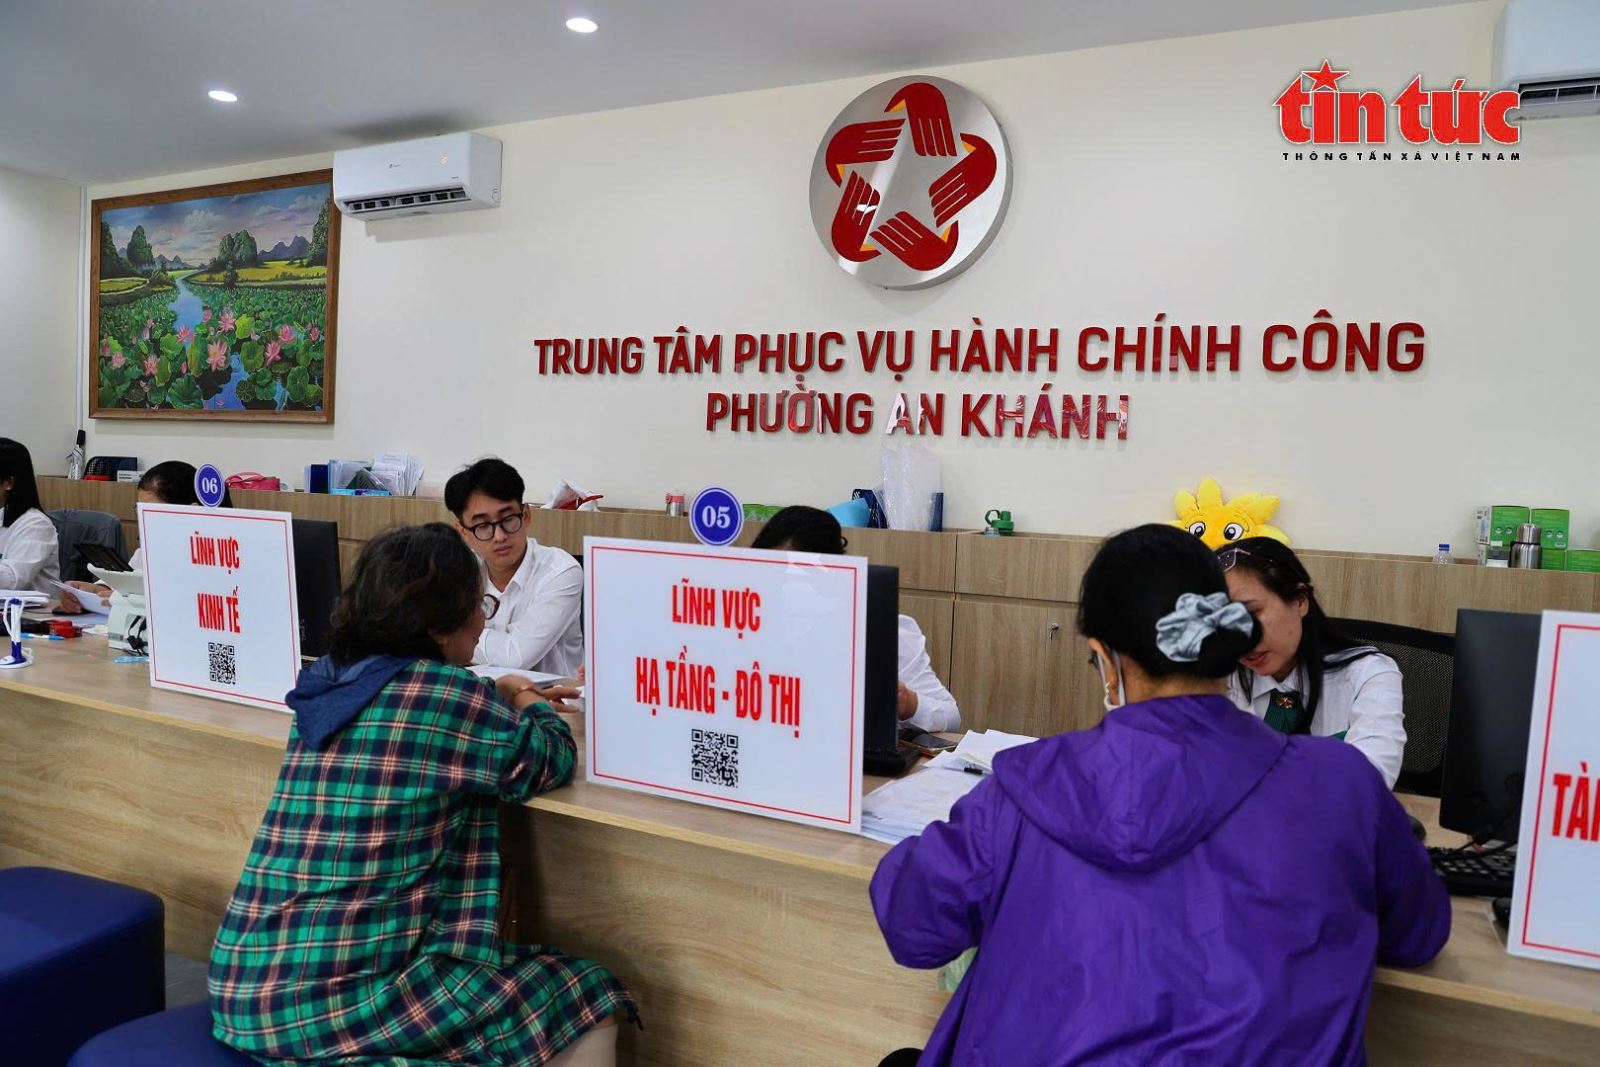 tin tức
THÔNG TẤN XÃ VIỆT NAM
TRUNG TÂM PHỤC VỤ HÀNH CHÍNH CÔNG
PHƯỜNG AN KHÁNH
06
LĨNH VỰC
KINH TẾ
05
LĨNH VỰC
HẠ TẦNG - ĐÔ THỊ